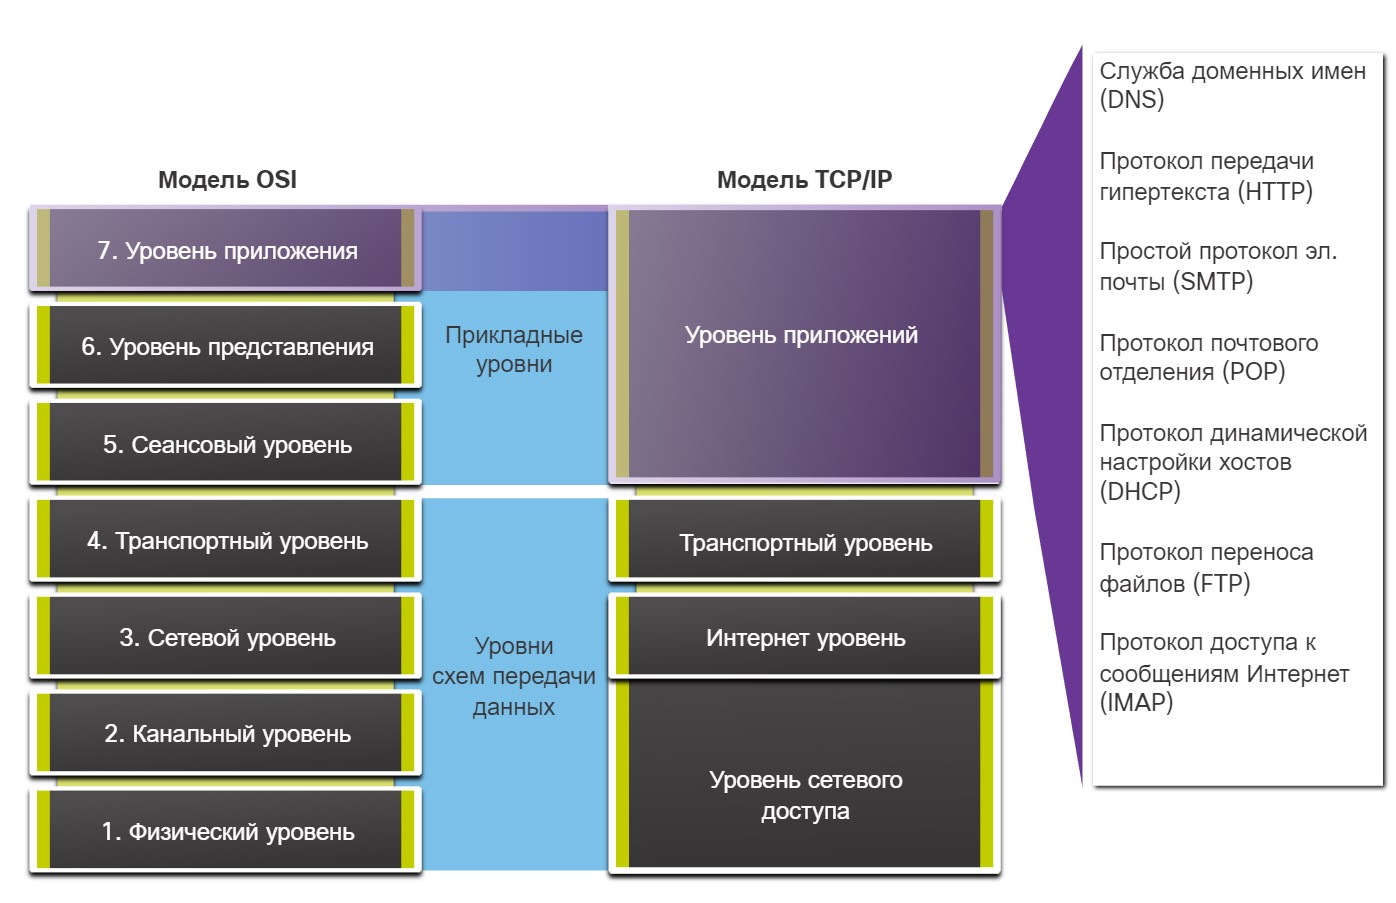 Модель OSI
7. Уровень приложения
6. Уровень представления
5. Сеансовый уровень
4. Транспортный уровень
3. Сетевой уровень
2. Канальный уровень
1. Физический уровень
Прикладные
уровни
Уровни
схем передачи
данных
Модель TCP/IP
Уровень приложений
Транспортный уровень
Интернет уровень
Уровень сетевого
доступа
Служба доменных имен
(DNS)
Протокол передачи
гипертекста (HTTP)
Простой протокол эл.
почты (SMTP)
Протокол почтового
отделения (POP)
Протокол динамической
настройки хостов
(DHCP)
Протокол переноса
файлов (FTP)
Протокол доступа к
сообщениям Интернет
(IMAP)